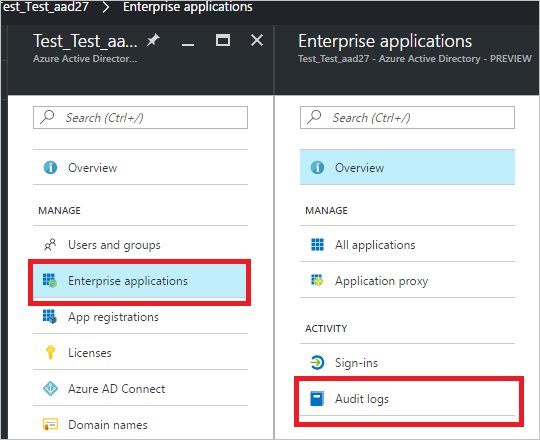 Test_Test_aad27 > Enterprise applications
Test_Test_aa...
Azure Active Director...
Search (Ctrl+/)
Overview
MANAGE
Users and groups
Enterprise applications
App registrations
Licenses
Azure AD Connect
Domain names
Enterprise applications
Test_Test_aad27 - Azure Active Directory - PREVIEW
Search (Ctrl+/)
Overview
MANAGE
All applications
Application proxy
ACTIVITY
Sign-ins
Audit logs